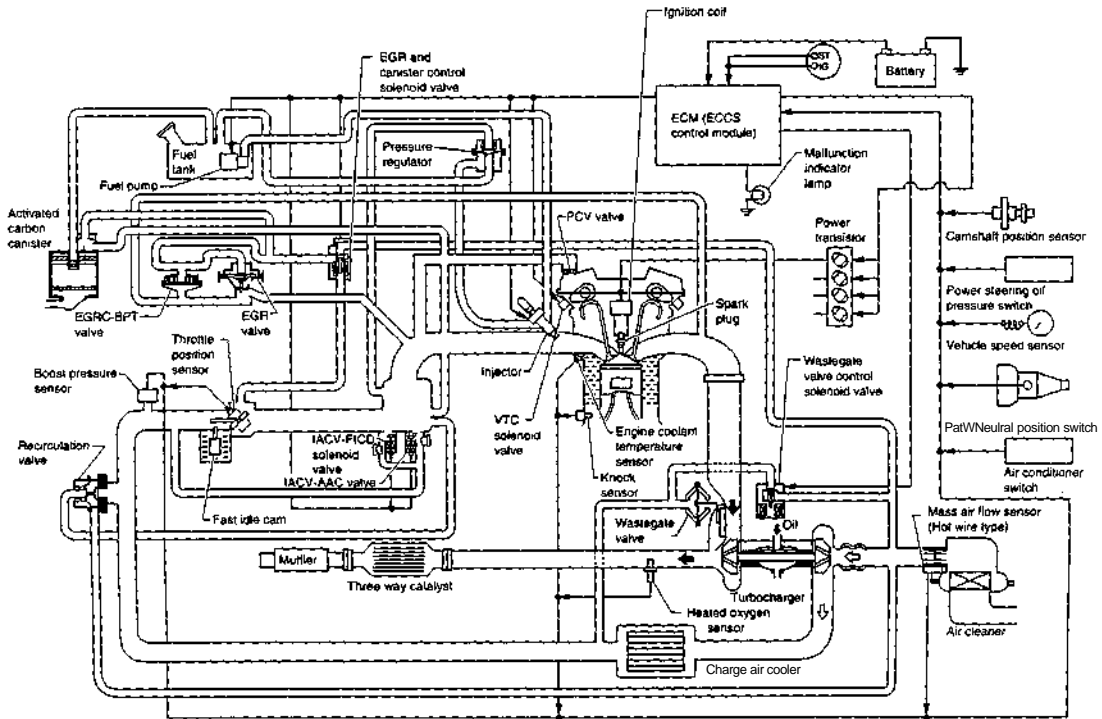 Ignition coil
EGR and
canister control
solenoid valve
IST
IG
Battery
ECM (ECCS
control module)
Fuel
tank
Pressure
regulator
Malfunction
indicator
lamp
Fuel pump
Activated
carbon
canister
PCV valve
Power
transistor
Camshaft position sensor
Power steering oil
pressure switch
EGRC-BPT
valve
EGR
valve
Spark
plug
Throttle
position
sensor
Vehicle speed sensor
Boost pressure
sensor
Injector
Wastegate
valve control
solenoid valve
VTC
solenoid
valve
Engine coolant
temperature
sensor
PatWNeulral position switch
Recirculation
valve
IACV-FICD
solenoid
valve
IACV-AAC valve
Knock
sensor
Air conditioner
switch
Mass air flow sensor
(Hot wire type)
Fast idle cam
Wastegate
valve
Oil
Muffler
Three way catalyst
Turbocharger
Heated oxygen
sensor
Air cleaner
Charge air cooler